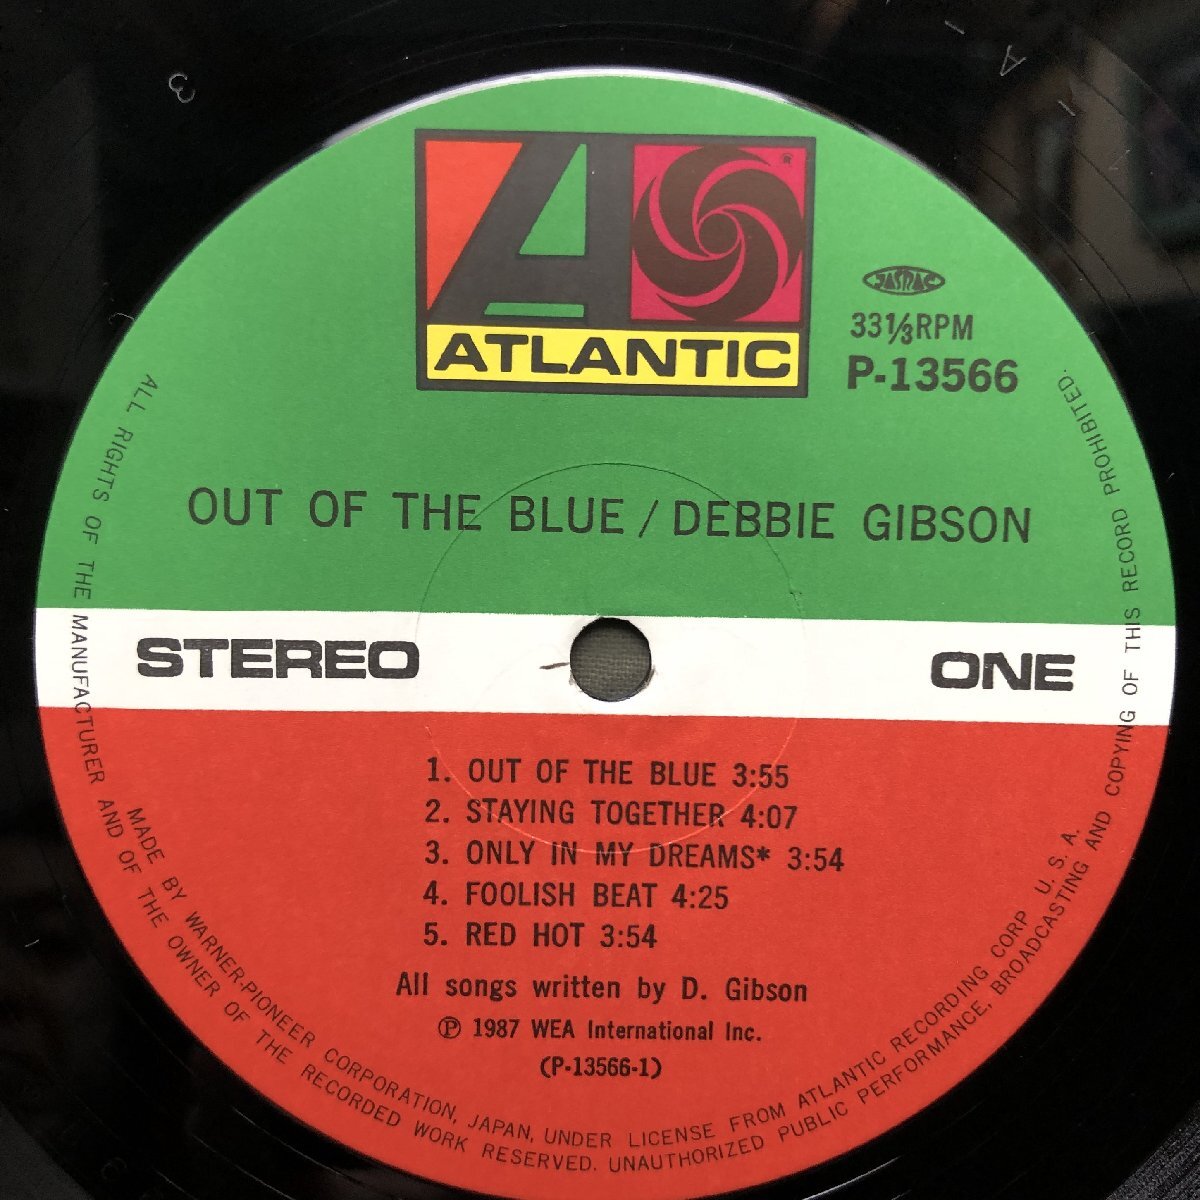 ATLANTIC
®
JASRAC
33⅓RPM
P-13566
OUT OF THE BLUE / DEBBIE GIBSON
STEREO
ONE
1. OUT OF THE BLUE 3:55
2. STAYING TOGETHER 4:07
3. ONLY IN MY DREAMS* 3:54
4. FOOLISH BEAT 4:25
5. RED HOT 3:54
All songs written by D. Gibson
℗ 1987 WEA International Inc.
(P-13566-1)
MADE BY WARNER-PIONEER CORPORATION, JAPAN, UNDER LICENSE FROM ATLANTIC RECORDING CORP U. S. A.
ALL RIGHTS OF THE MANUFACTURER AND OF THE OWNER OF THE RECORDED WORK RESERVED. UNAUTHORIZED PUBLIC PERFORMANCE, BROADCASTING AND COPYING OF THIS RECORD PROHIBITED.
3
- A -